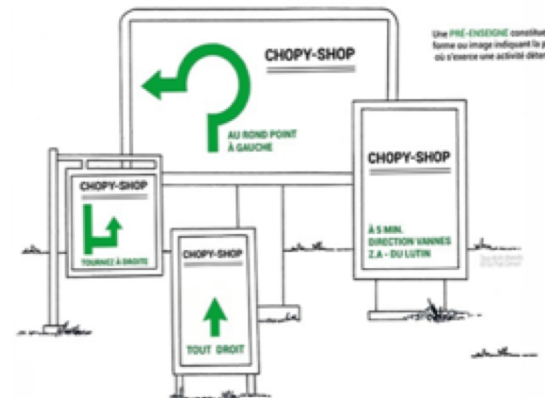 Une PRÉ-ENSEIGNE constitue
forme ou image indiquant la
où s'exerce une activité
CHOPY-SHOP
AU ROND POINT
À GAUCHE
CHOPY-SHOP
À 5 MIN.
DIRECTION VANNES
Z.A - DU LUTIN
CHOPY-SHOP
TOURNEZ À DROITE
CHOPY-SHOP
TOUT DROIT